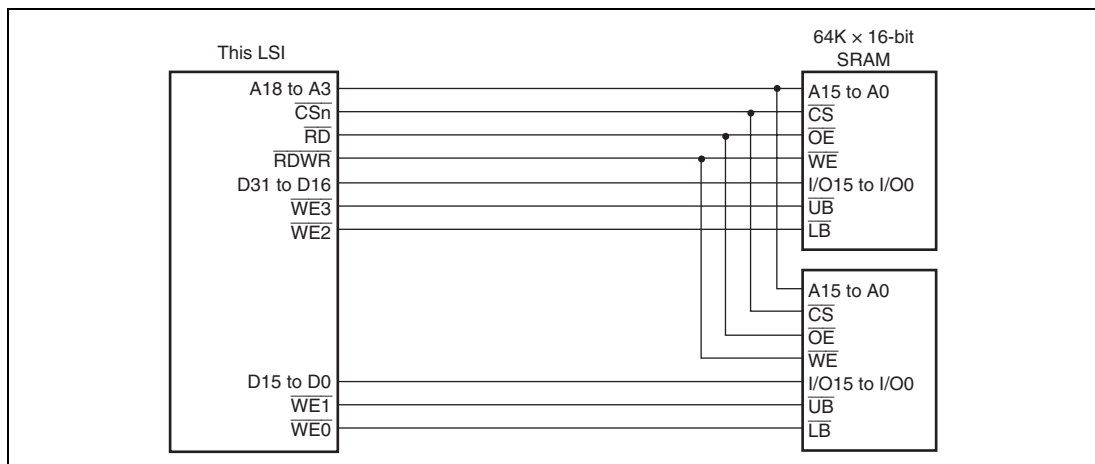 This LSI
A18 to A3
CSn
RD
RDWR
D31 to D16
WE3
WE2
D15 to D0
WE1
WE0
64K × 16-bit
SRAM
A15 to A0
CS
OE
WE
I/O15 to I/O0
UB
LB
A15 to A0
CS
OE
WE
I/O15 to I/O0
UB
LB